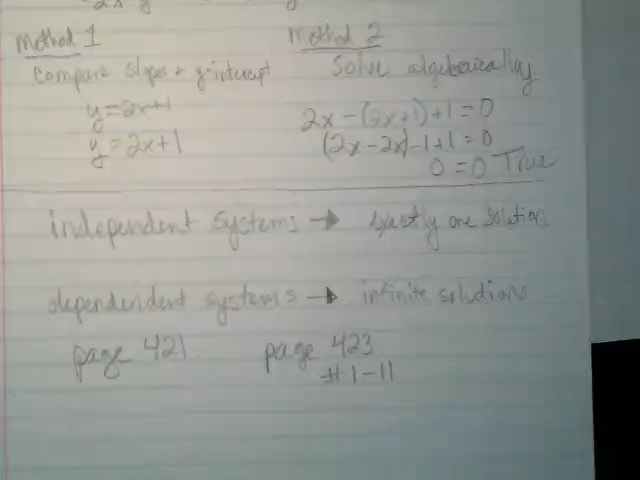 Method 1
Method 2
Compare slopes + y-intercept
Solve algebraically
y=2x+1
2x-(2x+1)+1=0
y=2x+1
(2x-2x)-1+1=0
0=0 True
independent systems → exactly one solution
dependendent systems → infinite solutions
page 421
page 423
#1-11